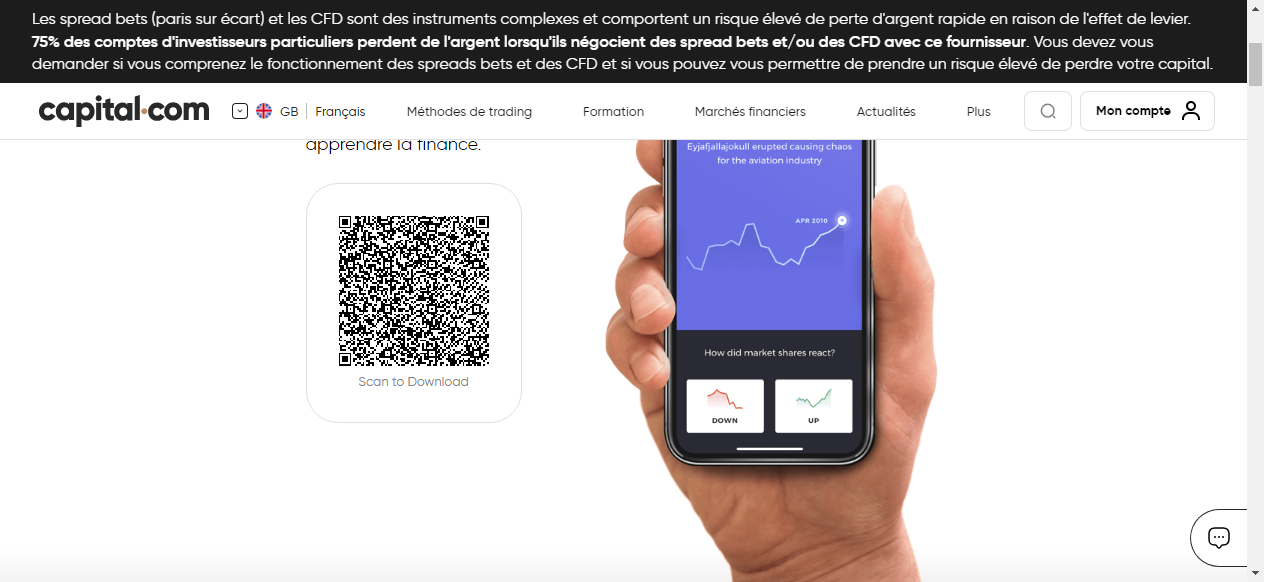 Les spread bets (paris sur écart) et les CFD sont des instruments complexes et comportent un risque élevé de perte d'argent rapide en raison de l'effet de levier.
75% des comptes d'investisseurs particuliers perdent de l'argent lorsqu'ils négocient des spread bets et/ou des CFD avec ce fournisseur. Vous devez vous
demander si vous comprenez le fonctionnement des spreads bets et des CFD et si vous pouvez vous permettre de prendre un risque élevé de perdre votre capital.
capital.com GB Français Méthodes de trading Formation Marchés financiers Actualités Plus Mon compte
apprendre la finance.
Scan to Download
Eyjafjallajokull erupted causing chaos
for the aviation industry
APR 2010
How did market shares react?
DOWN UP